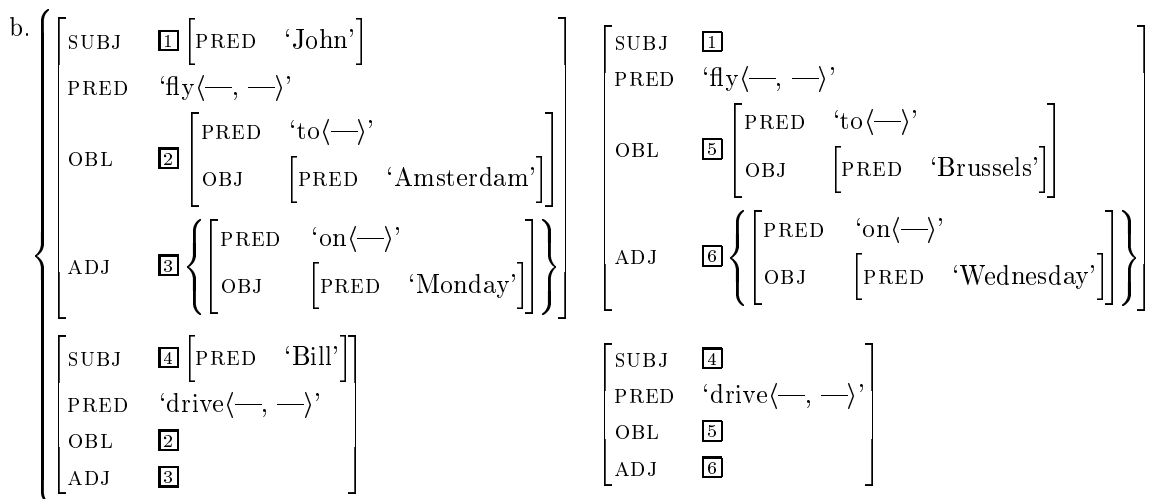 b.
SUBJ 1 [PRED ‘John’]
PRED ‘fly⟨—, —⟩’
OBL 2 [PRED ‘to⟨—⟩’
OBJ [PRED ‘Amsterdam’]]
ADJ 3 {[PRED ‘on⟨—⟩’
OBJ [PRED ‘Monday’]]}
SUBJ 1
PRED ‘fly⟨—, —⟩’
OBL 5 [PRED ‘to⟨—⟩’
OBJ [PRED ‘Brussels’]]
ADJ 6 {[PRED ‘on⟨—⟩’
OBJ [PRED ‘Wednesday’]]}
SUBJ 4 [PRED ‘Bill’]
PRED ‘drive⟨—, —⟩’
OBL 2
ADJ 3
SUBJ 4
PRED ‘drive⟨—, —⟩’
OBL 5
ADJ 6